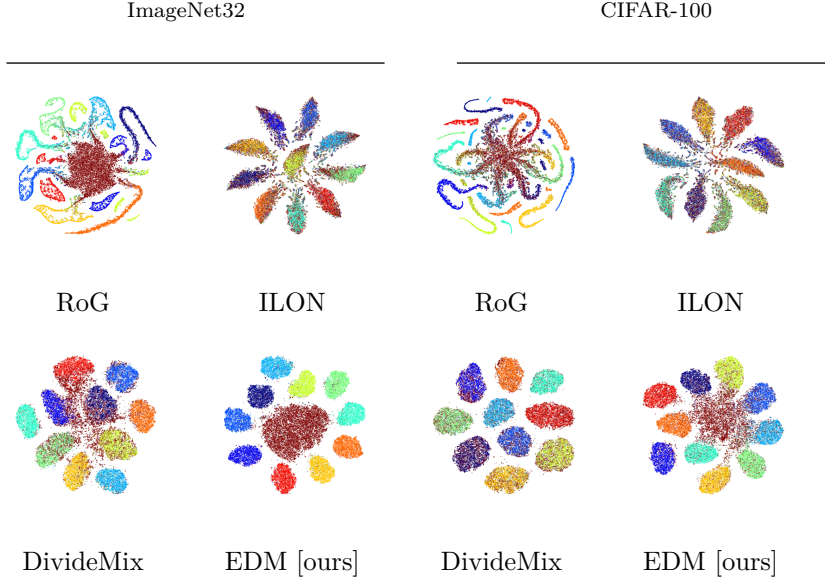 ImageNet32 CIFAR-100
RoG ILON RoG ILON
DivideMix EDM [ours] DivideMix EDM [ours]